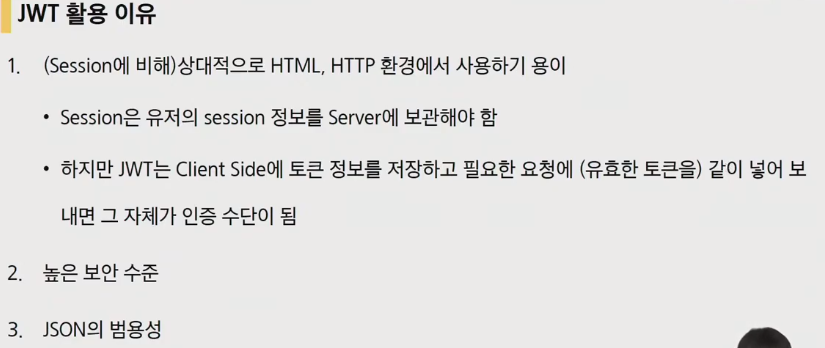 JWT 활용 이유
1. (Session에 비해)상대적으로 HTML, HTTP 환경에서 사용하기 용이
• Session은 유저의 session 정보를 Server에 보관해야 함
• 하지만 JWT는 Client Side에 토큰 정보를 저장하고 필요한 요청에 (유효한 토큰을) 같이 넣어 보
내면 그 자체가 인증 수단이 됨
2. 높은 보안 수준
3. JSON의 범용성